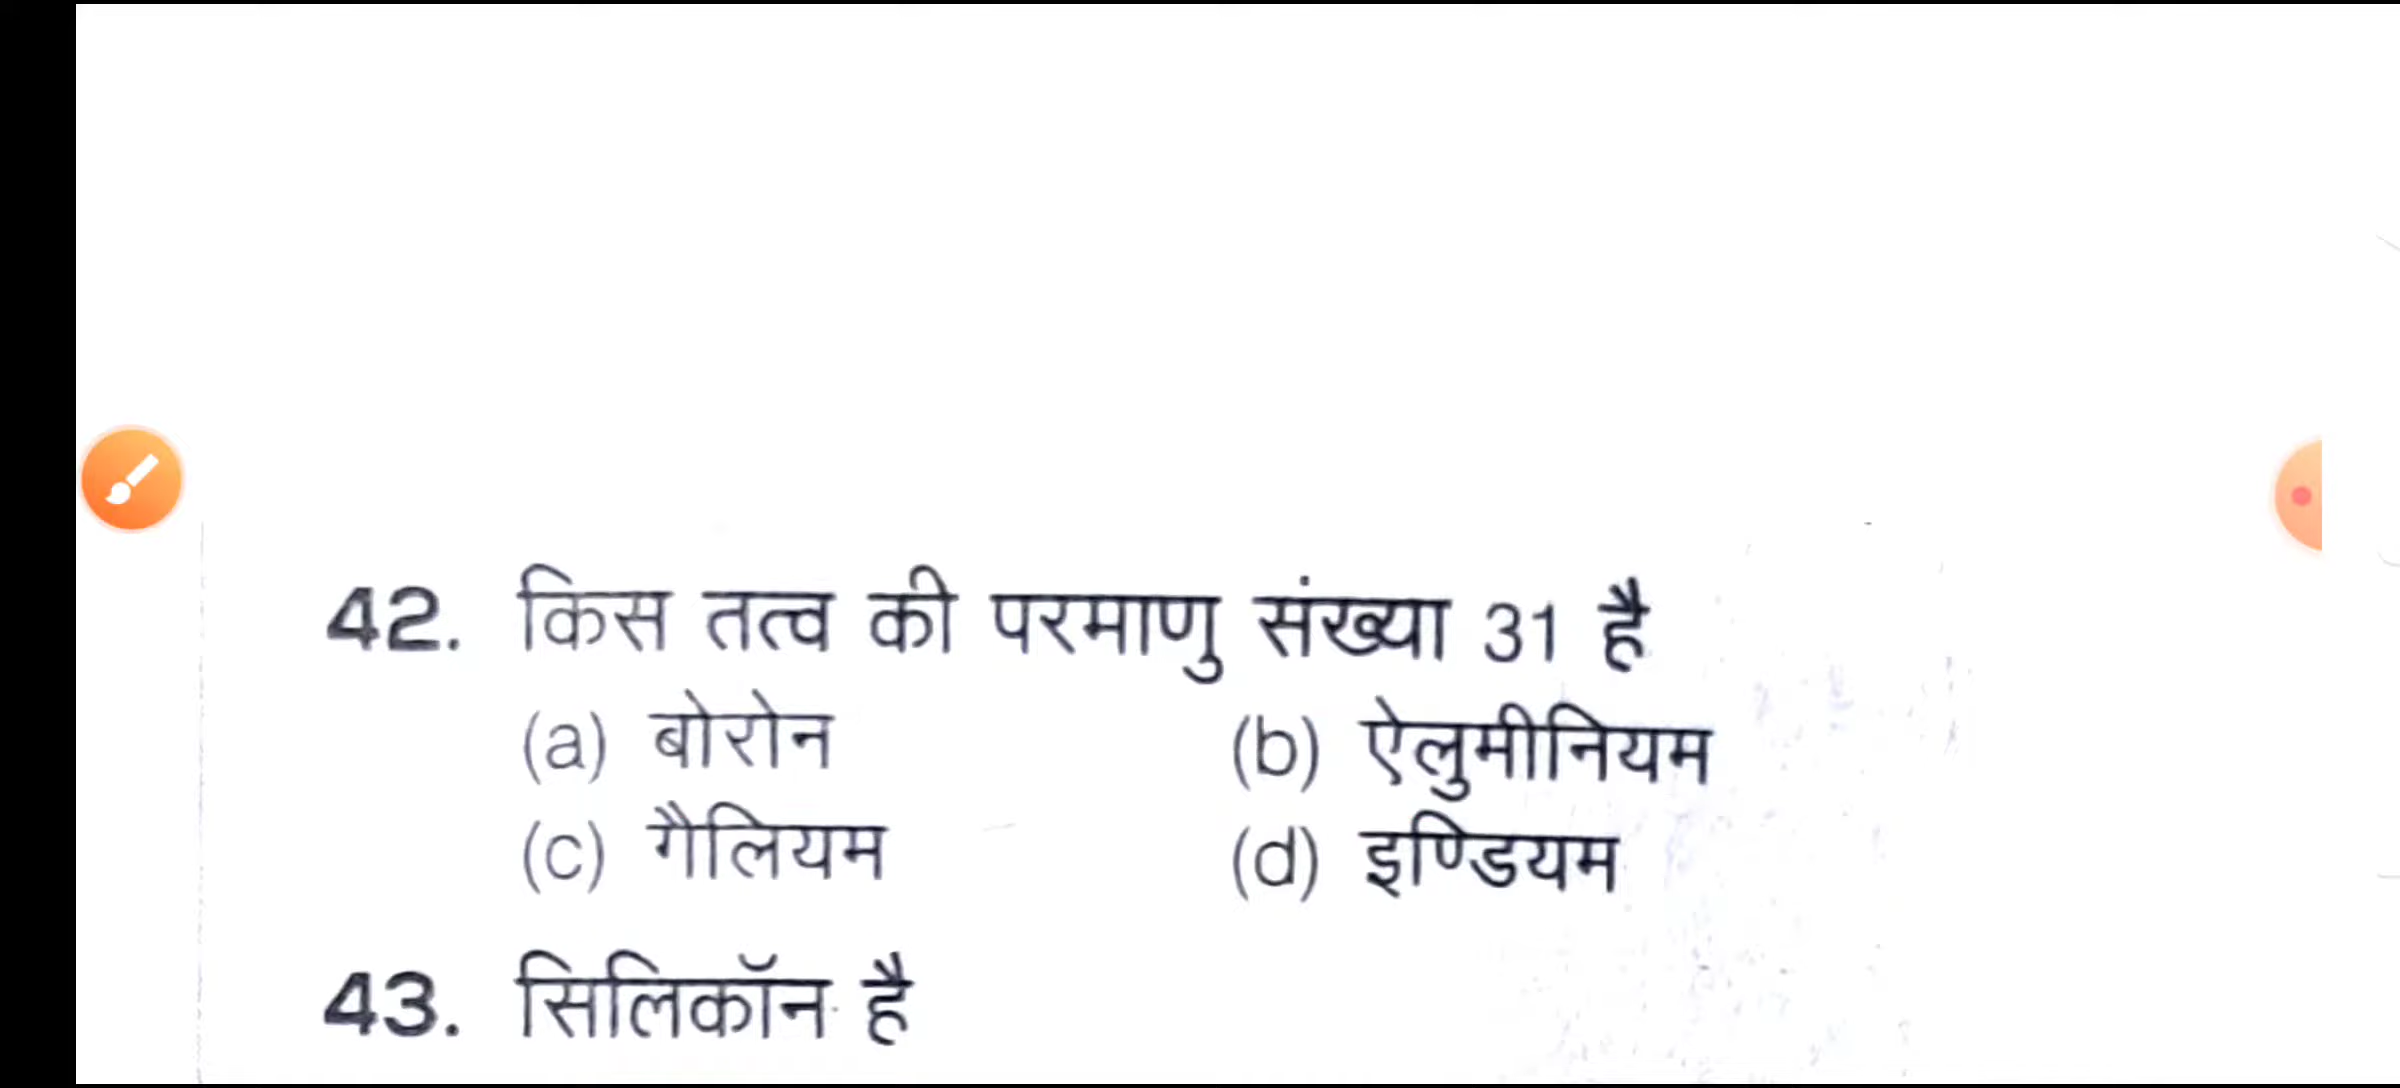 42. किस तत्व की परमाणु संख्या 31 है
(a) बोरोन (b) ऐलुमीनियम
(c) गैलियम (d) इण्डियम
43. सिलिकॉन है